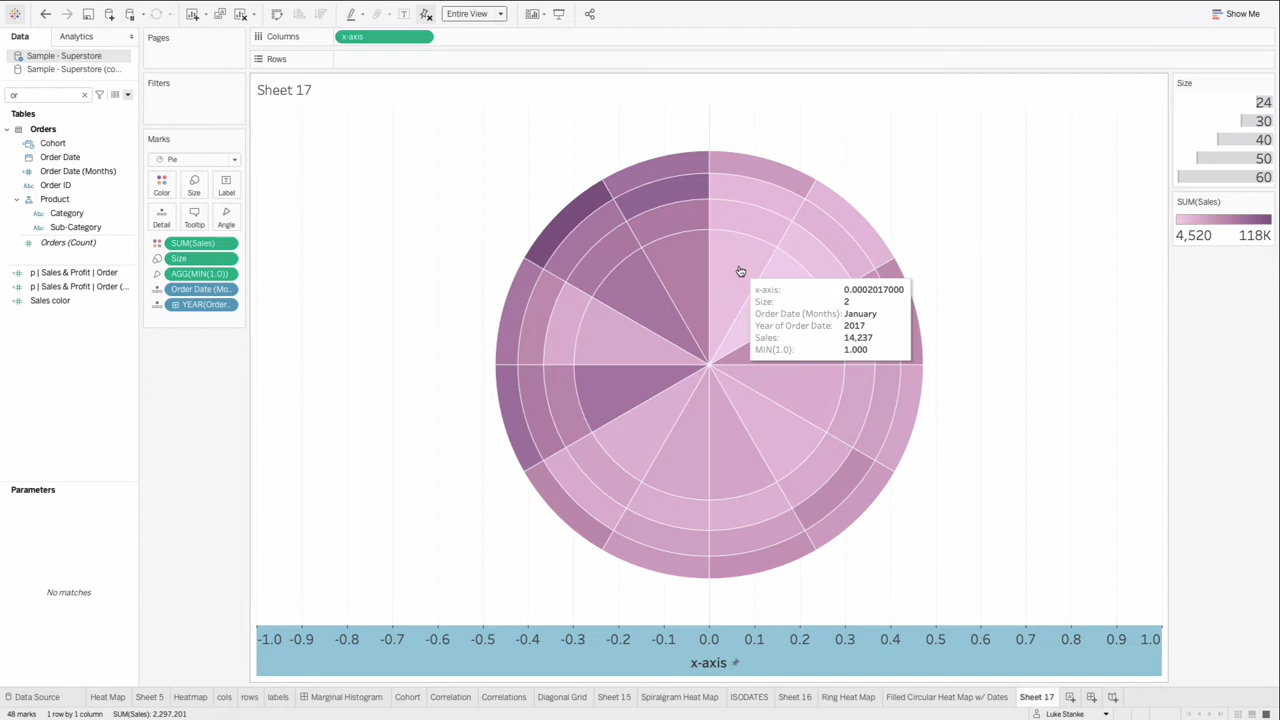 Entire View
Show Me
Data
Analytics
Sample - Superstore
Sample - Superstore (co...
or
Tables
Orders
Cohort
Order Date
Order Date (Months)
Abc Order ID
Product
Abc Category
Abc Sub-Category
Orders (Count)
p | Sales & Profit | Order
p | Sales & Profit | Order (...
Sales color
Parameters
No matches
Pages
Filters
Marks
Pie
Color Size Label
Detail Tooltip Angle
SUM(Sales)
Size
AGG(MIN(1.0))
Order Date (Mo..
YEAR(Order..
Columns x-axis
Rows
Sheet 17
x-axis: 0.0002017000
Size: 2
Order Date (Months): January
Year of Order Date: 2017
Sales: 14,237
MIN(1.0): 1.000
-1.0 -0.9 -0.8 -0.7 -0.6 -0.5 -0.4 -0.3 -0.2 -0.1 0.0 0.1 0.2 0.3 0.4 0.5 0.6 0.7 0.8 0.9 1.0
x-axis
Size
24
30
40
50
60
SUM(Sales)
4,520 118K
Data Source Heat Map Sheet 5 Heatmap cols rows labels Marginal Histogram Cohort Correlation Correlations Diagonal Grid Sheet 15 Spiralgram Heat Map ISODATES Sheet 16 Ring Heat Map Filled Circular Heat Map w/ Dates Sheet 17
48 marks 1 row by 1 column SUM(Sales): 2,297,201 Luke Stanke